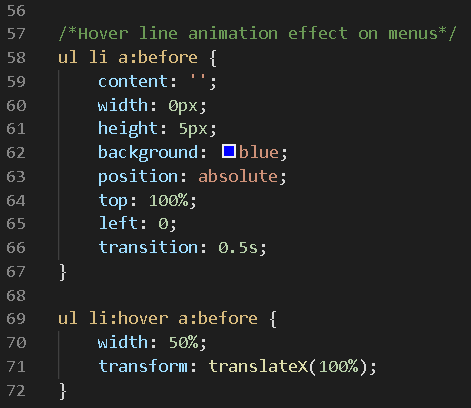 56
57 /*Hover line animation effect on menus*/
58 ul li a:before {
59 content: '';
60 width: 0px;
61 height: 5px;
62 background: blue;
63 position: absolute;
64 top: 100%;
65 left: 0;
66 transition: 0.5s;
67 }
68
69 ul li:hover a:before {
70 width: 50%;
71 transform: translateX(100%);
72 }